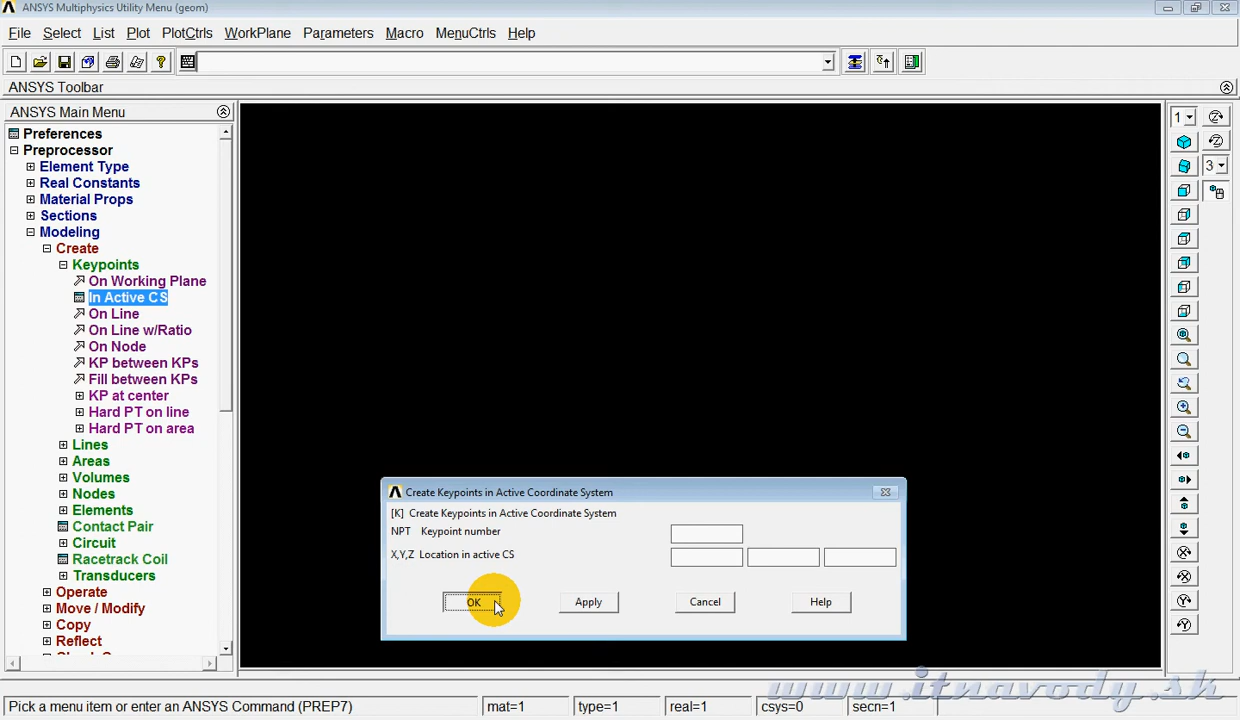 ANSYS Multiphysics Utility Menu (geom)
File Select List Plot PlotCtrls WorkPlane Parameters Macro MenuCtrls Help
ANSYS Toolbar
ANSYS Main Menu
Preferences
Preprocessor
Element Type
Real Constants
Material Props
Sections
Modeling
Create
Keypoints
On Working Plane
In Active CS
On Line
On Line w/Ratio
On Node
KP between KPs
Fill between KPs
KP at center
Hard PT on line
Hard PT on area
Lines
Areas
Volumes
Nodes
Elements
Contact Pair
Circuit
Racetrack Coil
Transducers
Operate
Move / Modify
Copy
Reflect
1
3
Create Keypoints in Active Coordinate System
[K] Create Keypoints in Active Coordinate System
NPT Keypoint number
X,Y,Z Location in active CS
OK Apply Cancel Help
www.itnavody.sk
Pick a menu item or enter an ANSYS Command (PREP7) mat=1 type=1 real=1 csys=0 secn=1